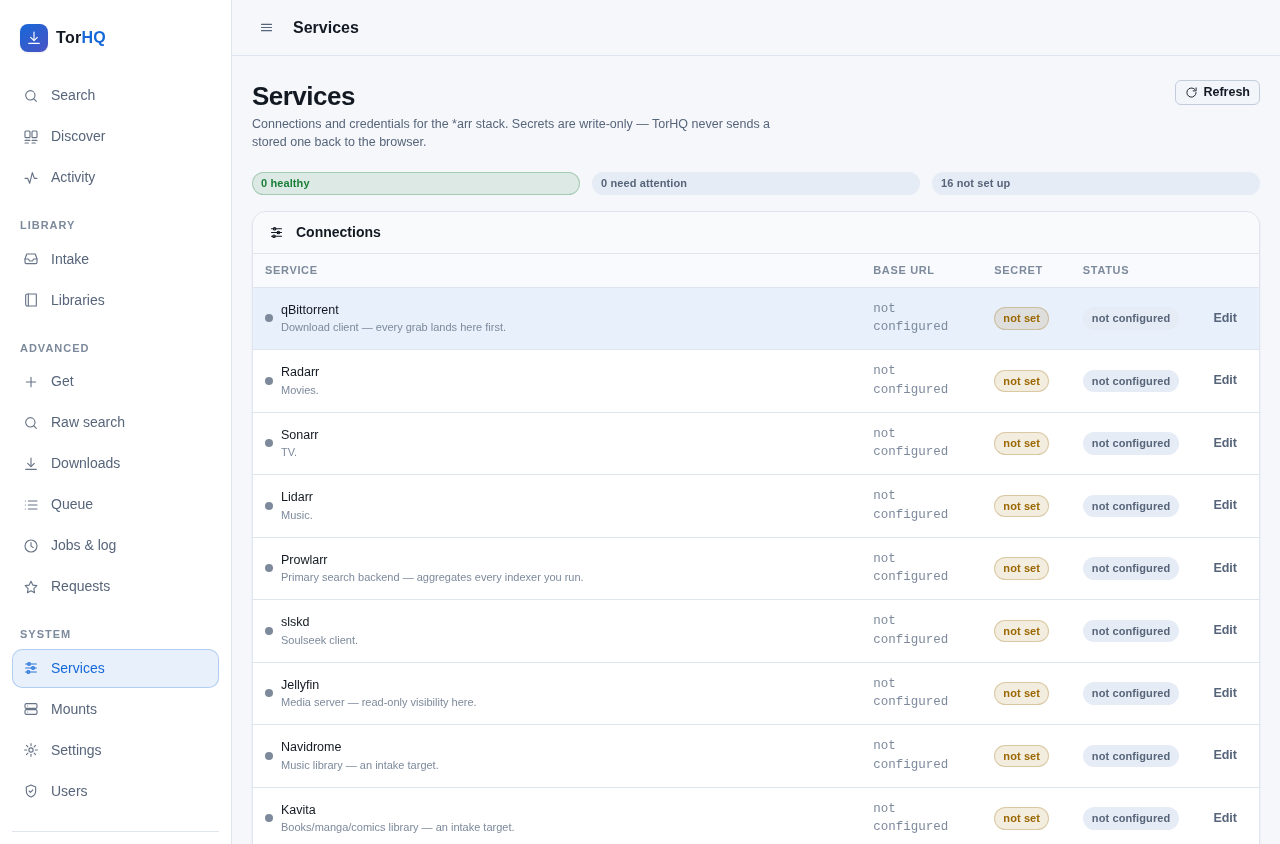 TorHQ
Search
Discover
Activity
LIBRARY
Intake
Libraries
ADVANCED
Get
Raw search
Downloads
Queue
Jobs & log
Requests
SYSTEM
Services
Mounts
Settings
Users
Services
Services
Refresh
Connections and credentials for the *arr stack. Secrets are write-only — TorHQ never sends a
stored one back to the browser.
0 healthy
0 need attention
16 not set up
Connections
SERVICE BASE URL SECRET STATUS
qBittorrent
Download client — every grab lands here first.
not
configured
not set
not configured
Edit
Radarr
Movies.
not
configured
not set
not configured
Edit
Sonarr
TV.
not
configured
not set
not configured
Edit
Lidarr
Music.
not
configured
not set
not configured
Edit
Prowlarr
Primary search backend — aggregates every indexer you run.
not
configured
not set
not configured
Edit
slskd
Soulseek client.
not
configured
not set
not configured
Edit
Jellyfin
Media server — read-only visibility here.
not
configured
not set
not configured
Edit
Navidrome
Music library — an intake target.
not
configured
not set
not configured
Edit
Kavita
Books/manga/comics library — an intake target.
not
configured
not set
not configured
Edit